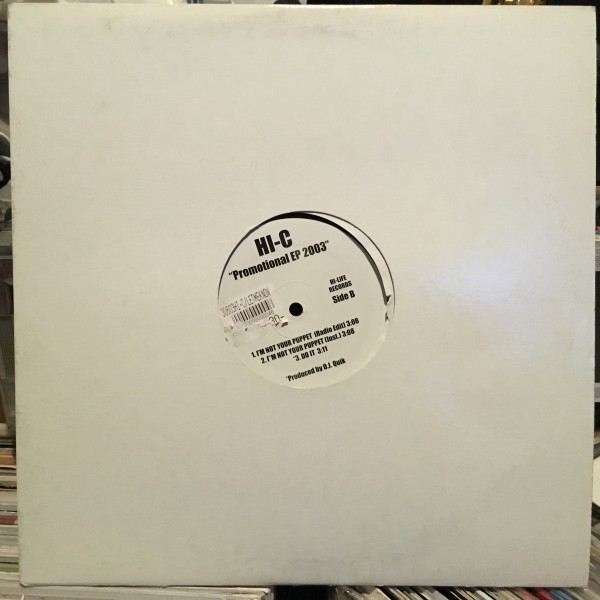 HI-C
"Promotional EP 2003"
HI-LIFE
RECORDS
Side B
30-
1. I'M NOT YOUR PUPPET (Radio Edit) 3:08
2. I'M NOT YOUR PUPPET (Inst.) 3:08
*3. DO IT 3:11
*Produced by D.J. Quik